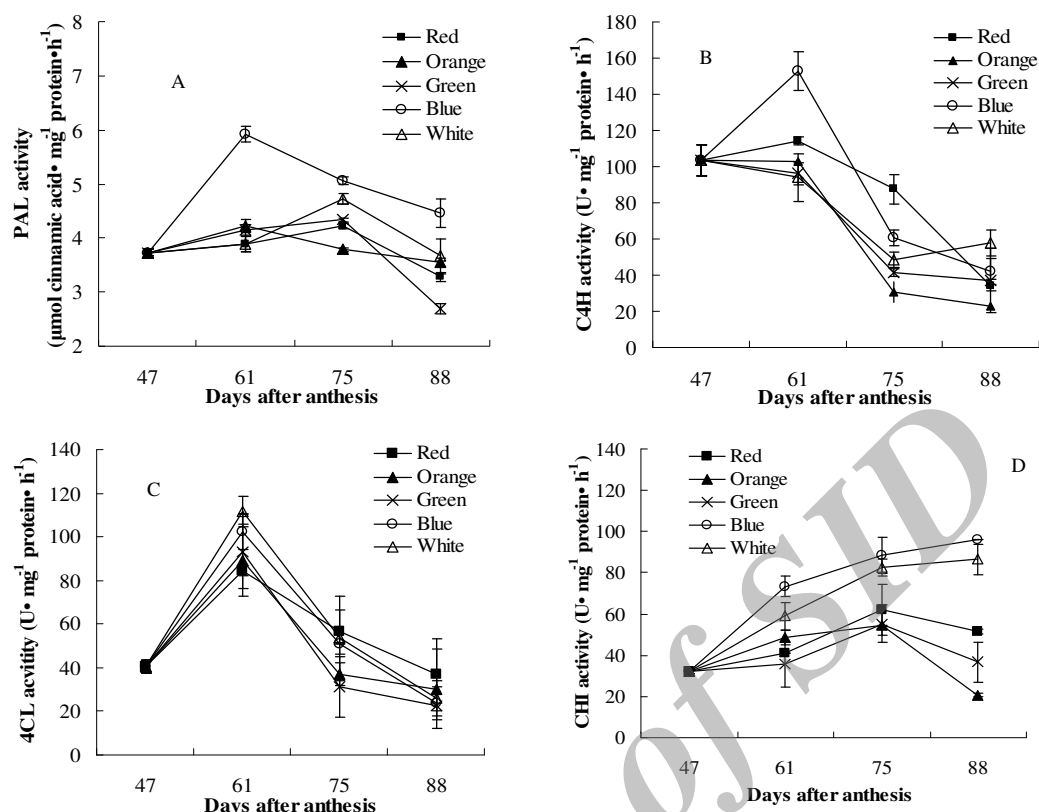 8
7
6
5
4
3
2
PAL activity
(μmol cinnamic acid• mg⁻¹ protein•h⁻¹)
A
Red
Orange
Green
Blue
White
47 61 75 88
Days after anthesis
180
160
140
120
100
80
60
40
20
0
C4H activity (U• mg⁻¹ protein• h⁻¹)
B
Red
Orange
Green
Blue
White
47 61 75 88
Days after anthesis
140
120
100
80
60
40
20
0
4CL acvitity (U• mg⁻¹ protein• h⁻¹)
C
Red
Orange
Green
Blue
White
47 61 75 88
Days after anthesis
140
120
100
80
60
40
20
0
CHI activity (U• mg⁻¹ protein• h⁻¹)
D
Red
Orange
Green
Blue
White
47 61 75 88
Days after anthesis
of SID